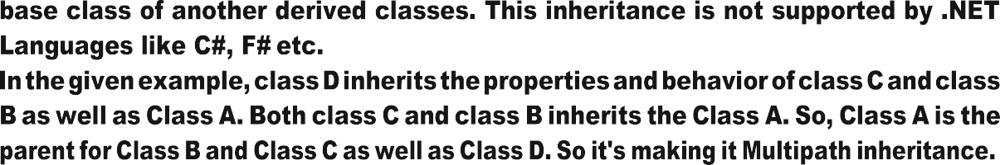 base class of another derived classes. This inheritance is not supported by .NET
Languages like C#, F# etc.
In the given example, class D inherits the properties and behavior of class C and class
B as well as Class A. Both class C and class B inherits the Class A. So, Class A is the
parent for Class B and Class C as well as Class D. So it's making it Multipath inheritance.